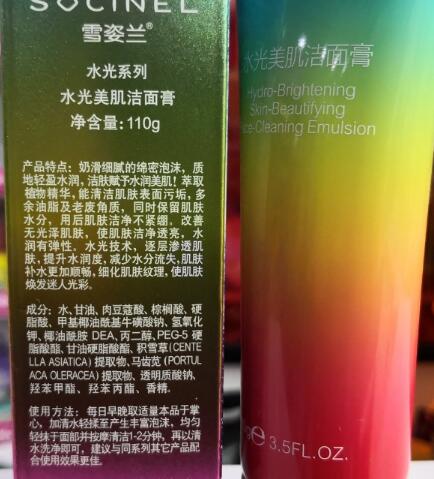 SOCINEL
雪姿兰®
水光系列
水光美肌洁面膏
净含量:110g
产品特点：奶滑细腻的绵密泡沫，质
地轻盈水润，洁肤赋予水润美肌！萃取
植物精华，能清洁肌肤表面污垢，多
余油脂及老废角质，同时保留肌肤
水分，用后肌肤洁净不紧绷，改善
无光泽肌肤，使肌肤洁净透亮，水
润有弹性。水光技术，逐层渗透肌
肤，提升水润度，减少水分流失，肌肤
补水更加顺畅，细化肌肤纹理，使肌肤
焕发迷人光彩。
成分：水、甘油、肉豆蔻酸、棕榈酸、硬
脂酸、甲基椰油酰基牛磺酸钠、氢氧化
钾、椰油酰胺 DEA、丙二醇、PEG-5 硬
脂酸酯、甘油硬脂酸酯、积雪草(CENTE
LLA ASIATICA) 提取物、马齿苋 (PORTUL
ACA OLERACEA) 提取物、透明质酸钠、
羟苯甲酯、羟苯丙酯、香精。
使用方法：每日早晚取适量本品于掌
心，加清水轻揉至产生丰富泡沫，均匀
轻抹于面部并按摩清洁1-2分钟，再以清
水洗净即可，建议与同系列其它产品配
合使用效果更佳。
水光美肌洁面膏
Hydro-Brightening
Skin-Beautifying
Face-Cleaning Emulsion
g℮ 3.5FL.OZ.